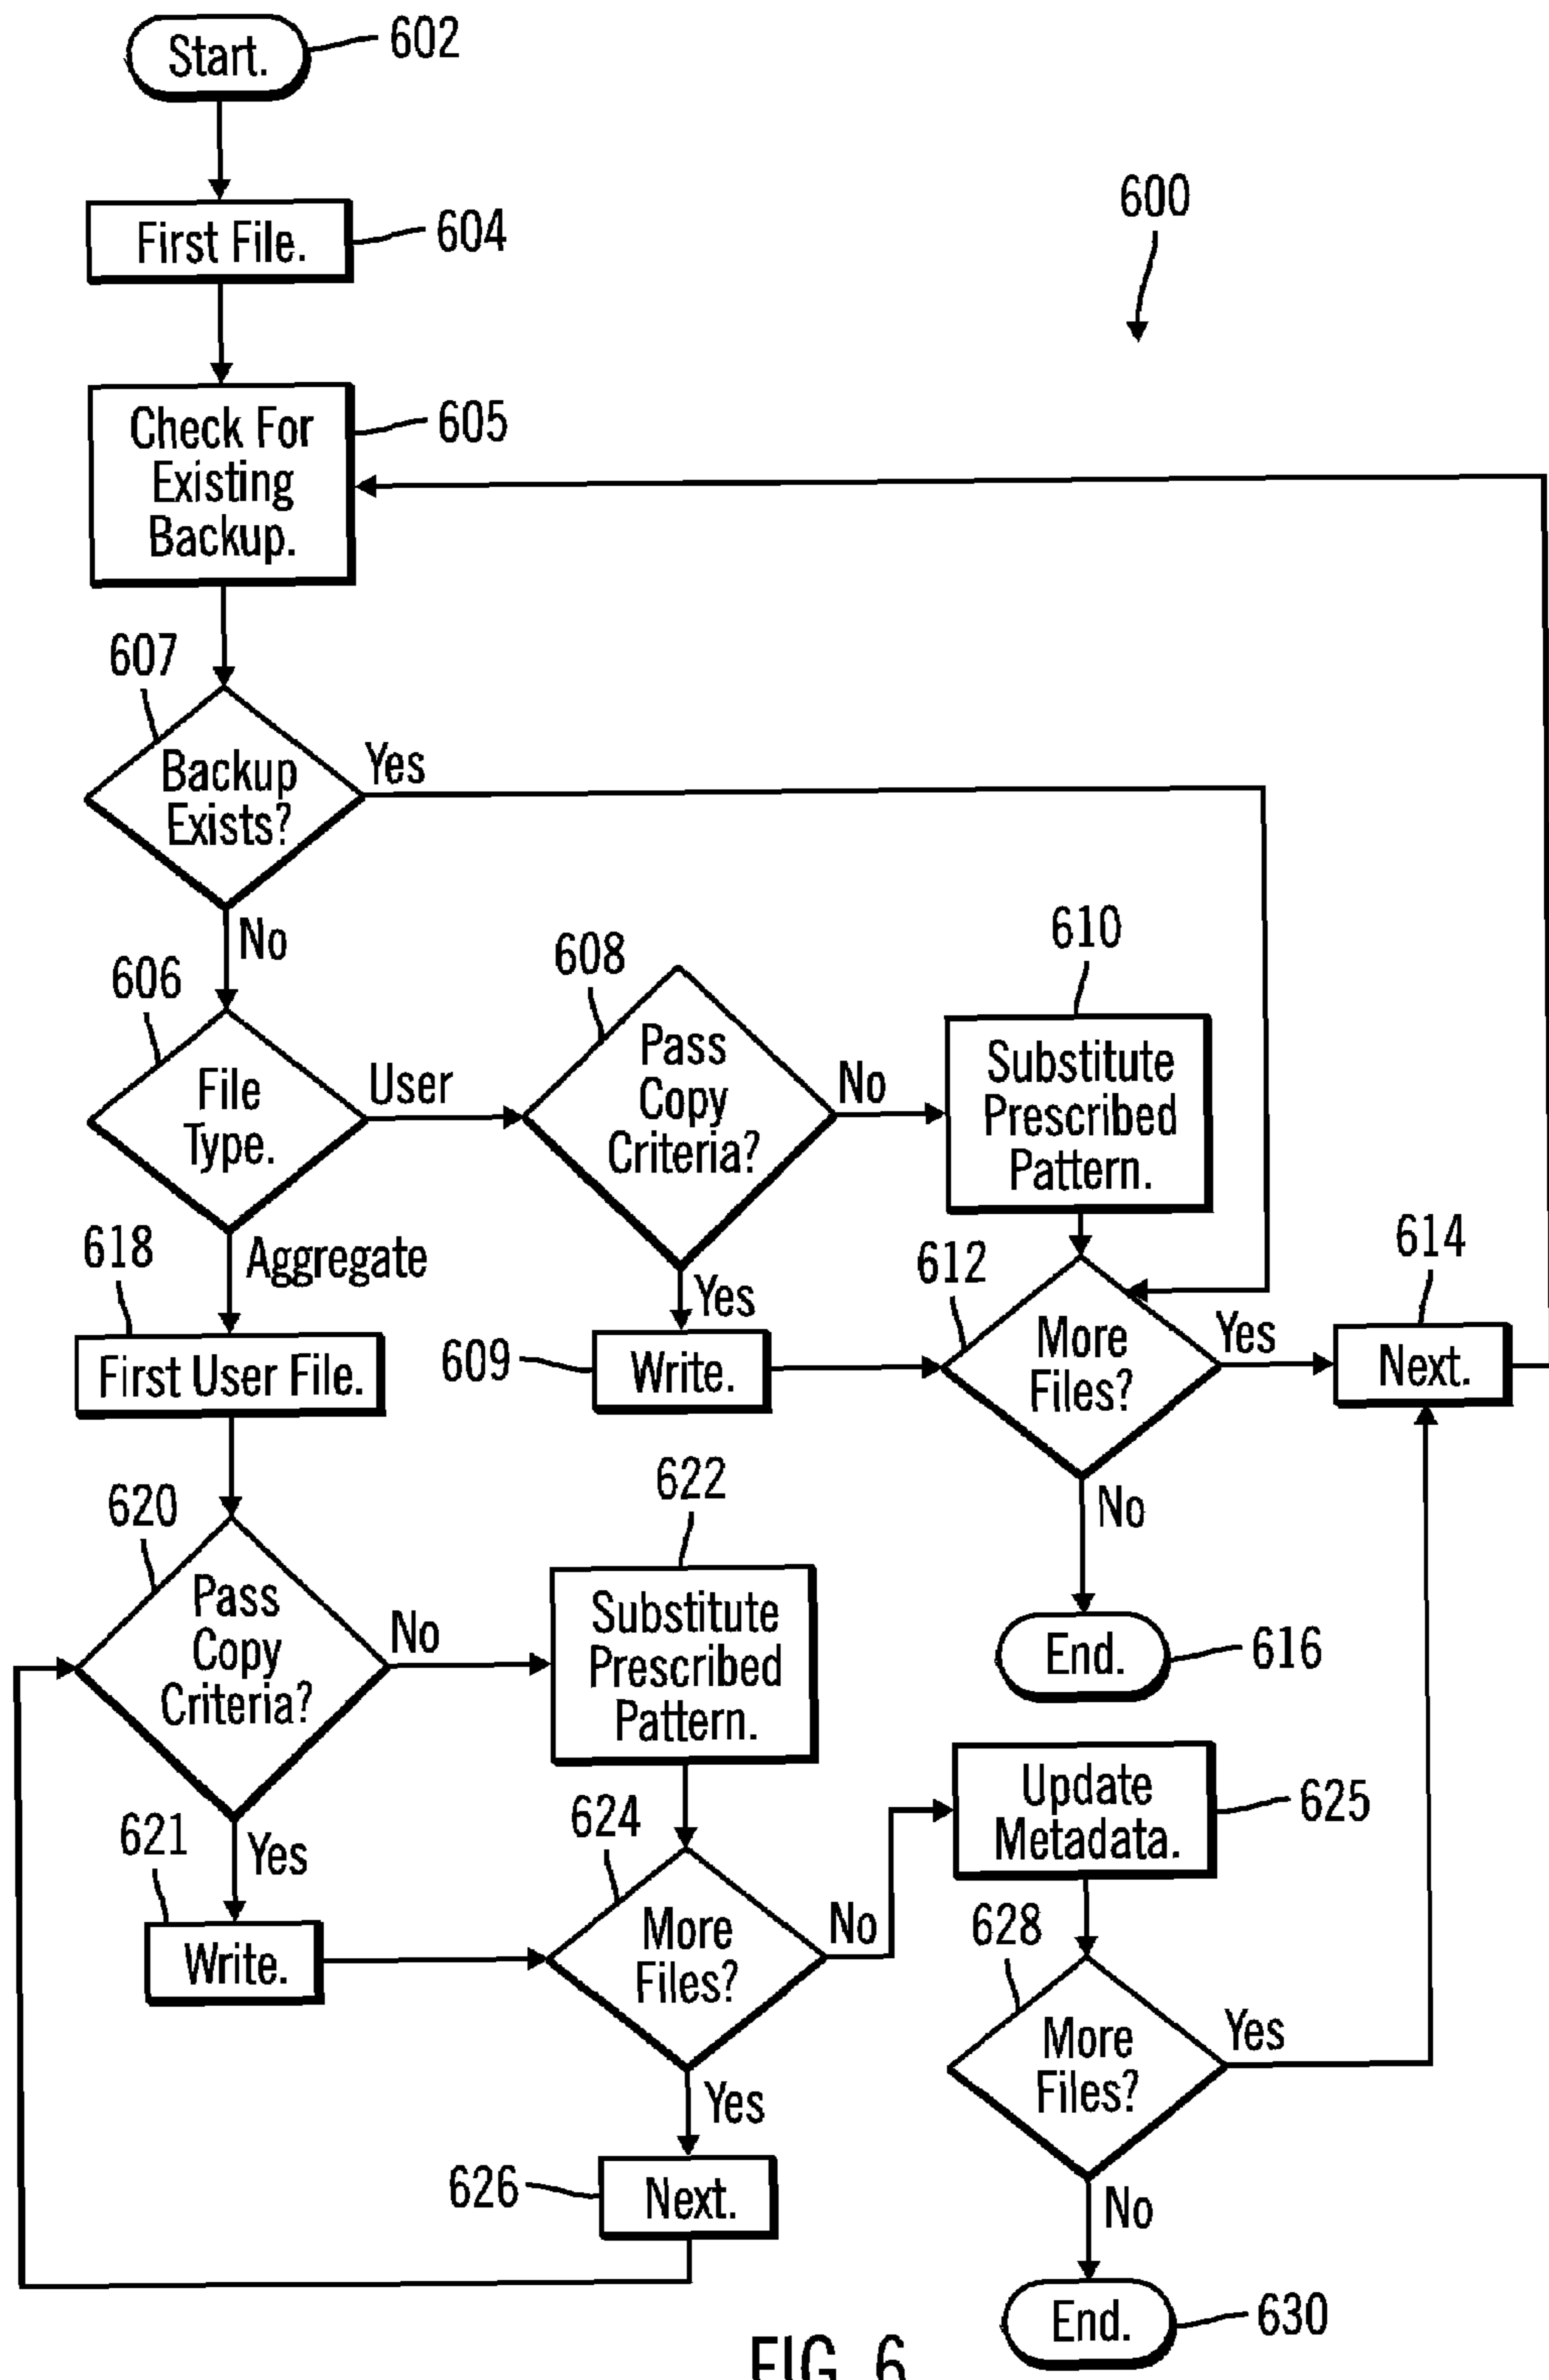 Start.
602
First File.
604
600
Check For
Existing
Backup.
605
607
Backup
Exists?
Yes
No
606
File
Type.
User
608
Pass
Copy
Criteria?
No
610
Substitute
Prescribed
Pattern.
Aggregate
618
First User File.
Yes
609
Write.
612
More
Files?
Yes
614
Next.
No
End.
616
620
Pass
Copy
Criteria?
No
622
Substitute
Prescribed
Pattern.
Yes
621
Write.
624
More
Files?
No
Update
Metadata.
625
628
More
Files?
Yes
Yes
626
Next.
No
End.
630
FIG. 6